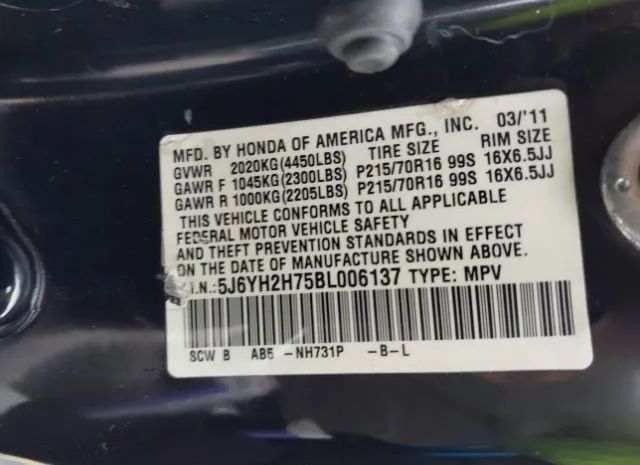 MFD. BY HONDA OF AMERICA MFG., INC. 03/'11
GVWR 2020KG(4450LBS) TIRE SIZE RIM SIZE
GAWR F 1045KG(2300LBS) P215/70R16 99S 16X6.5JJ
GAWR R 1000KG(2205LBS) P215/70R16 99S 16X6.5JJ
THIS VEHICLE CONFORMS TO ALL APPLICABLE
FEDERAL MOTOR VEHICLE SAFETY
AND THEFT PREVENTION STANDARDS IN EFFECT
ON THE DATE OF MANUFACTURE SHOWN ABOVE.
V.I.N.:5J6YH2H75BL006137 TYPE: MPV
SCW B AB5 -NH731P -B-L